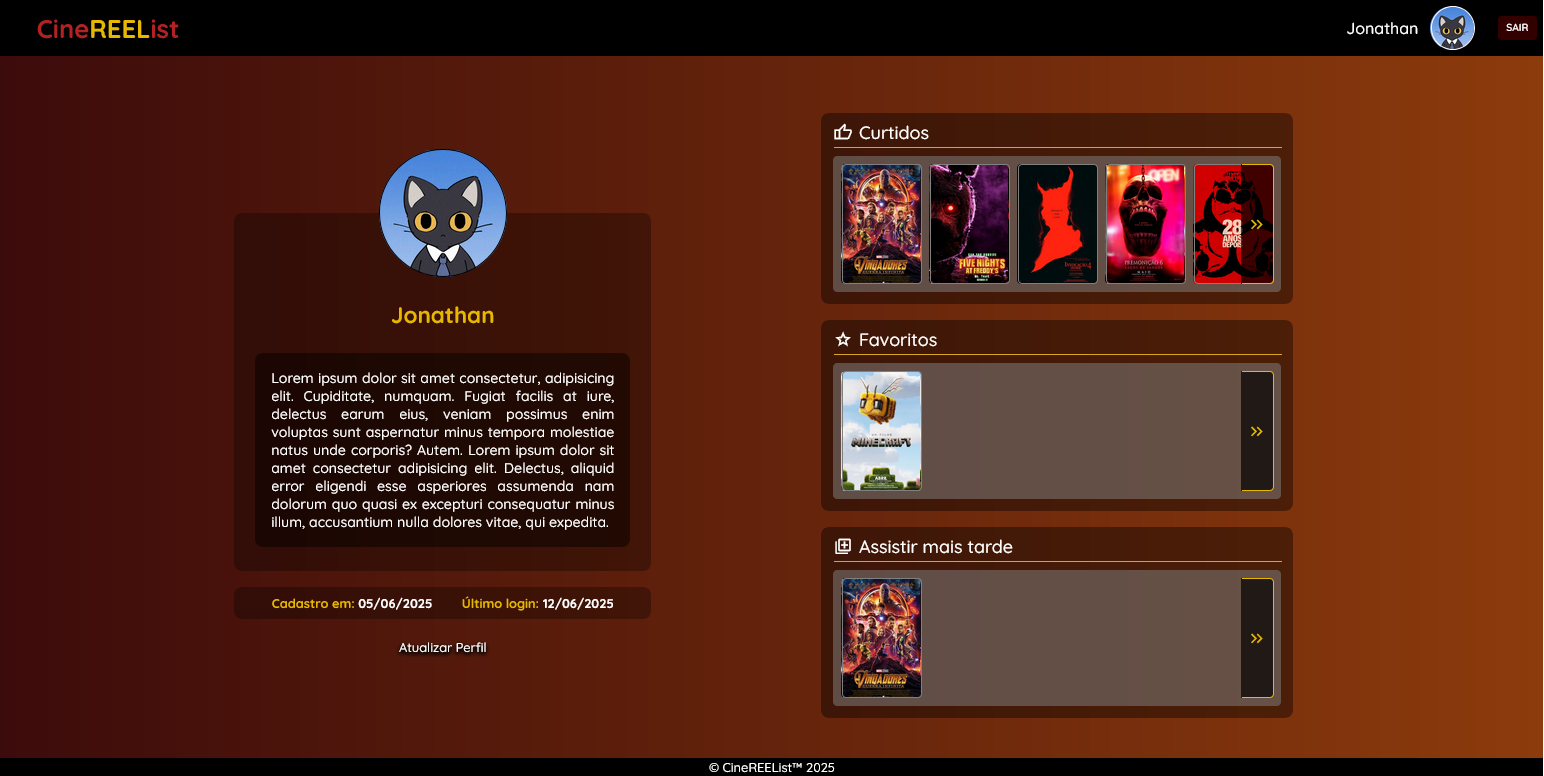 CineREEList
Jonathan
SAIR
Jonathan
Lorem ipsum dolor sit amet consectetur, adipisicing
elit. Cupiditate, numquam. Fugiat facilis at iure,
delectus earum eius, veniam possimus enim
voluptas sunt aspernatur minus tempora molestiae
natus unde corporis? Autem. Lorem ipsum dolor sit
amet consectetur adipisicing elit. Delectus, aliquid
error eligendi esse asperiores assumenda nam
dolorum quo quasi ex excepturi consequatur minus
illum, accusantium nulla dolores vitae, qui expedita.
Cadastro em: 05/06/2025
Último login: 12/06/2025
Atualizar Perfil
Curtidos
VINGADORES
GUERRA INFINITA
FIVE NIGHTS
AT FREDDY'S
OPEN
PREMONIÇÃO 6
LAÇOS DE SANGUE
MAIO
28
ANOS
DEPOIS
Favoritos
MINECRAFT
ABRIL
Assistir mais tarde
VINGADORES
GUERRA INFINITA
© CineREEList™ 2025